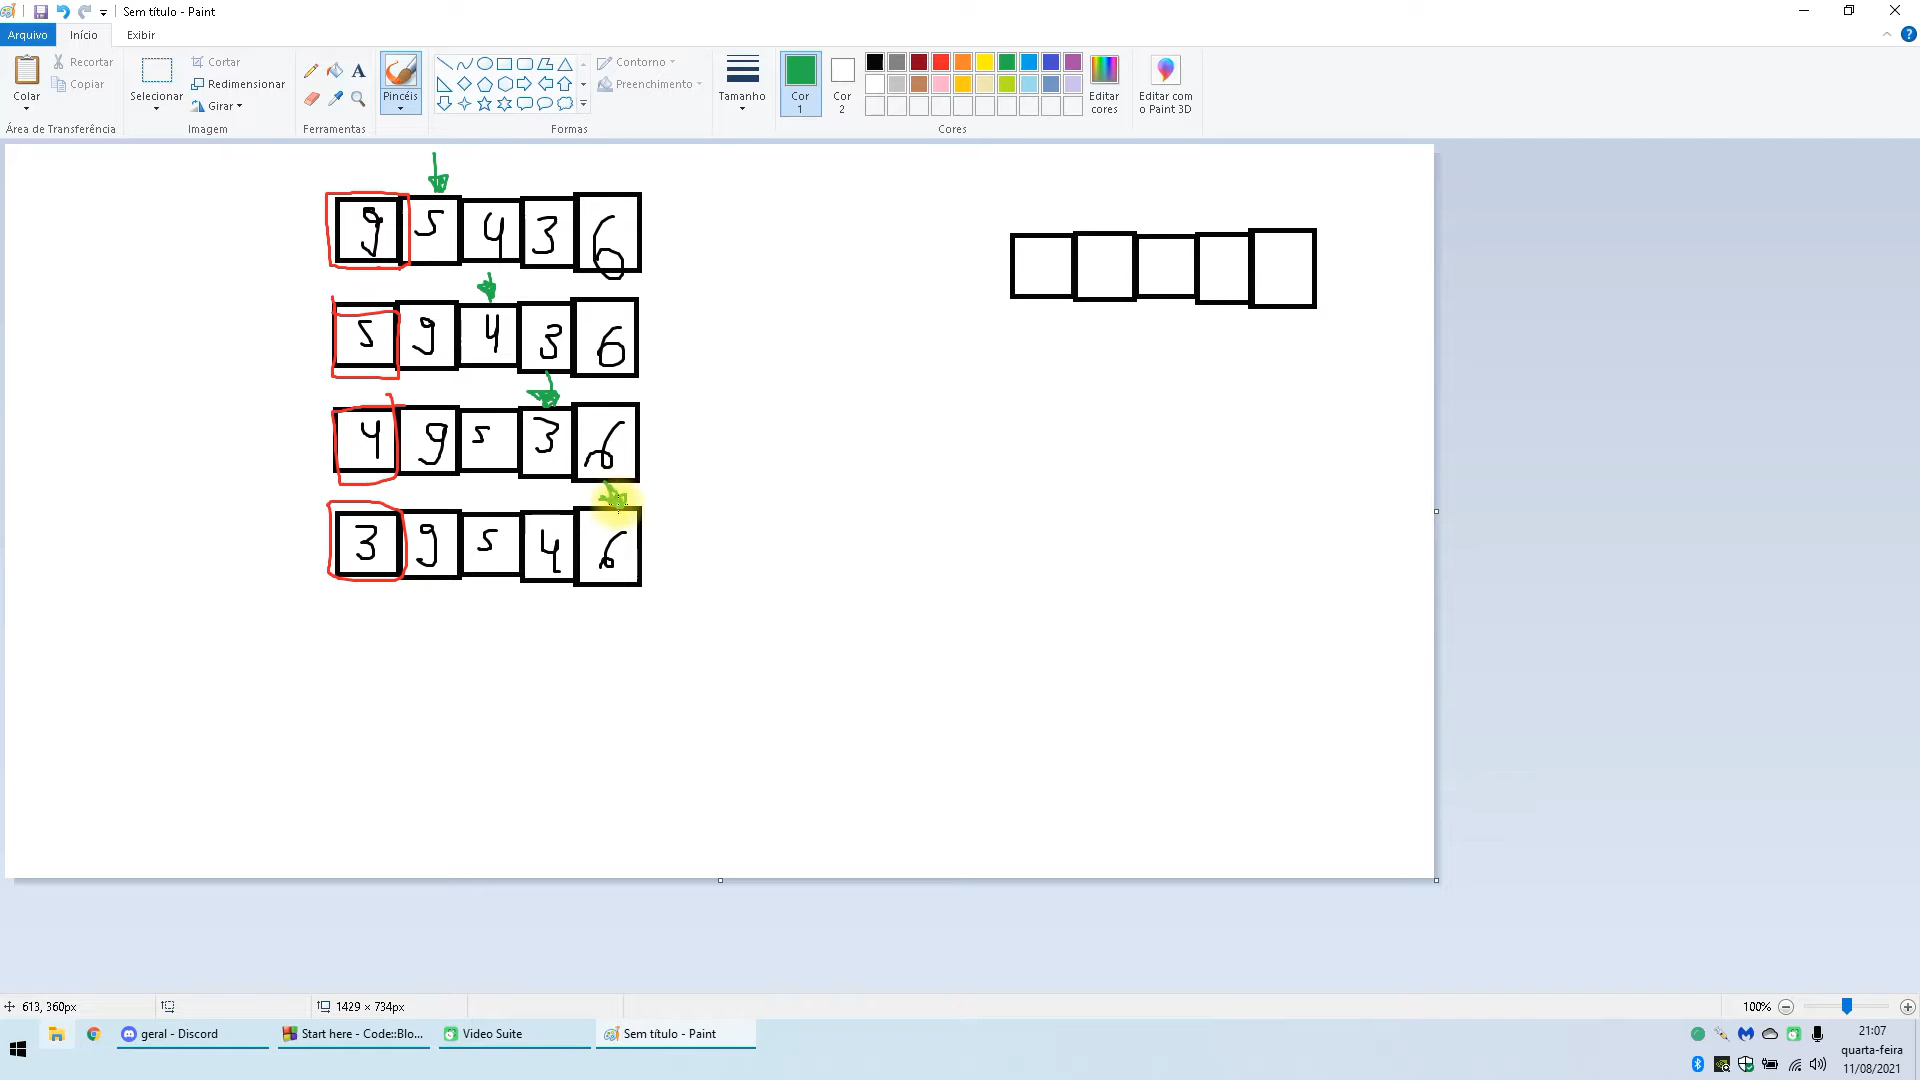 Sem título - Paint
Arquivo Início Exibir
Colar
Recortar
Copiar
Área de Transferência
Selecionar
Cortar
Redimensionar
Girar
Imagem
A
Ferramentas
Pincéis
Contorno
Preenchimento
Formas
Tamanho
Cor 1
Cor 2
Editar cores
Cores
Editar com o Paint 3D
9 5 4 3 6
5 9 4 3 6
4 9 5 3 6
3 9 5 4 6
613, 360px 1429 × 734px 100%
geral - Discord Start here - Code::Blo... Video Suite Sem título - Paint
21:07
quarta-feira
11/08/2021